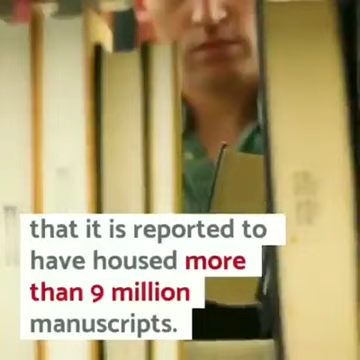 that it is reported to
have housed more
than 9 million
manuscripts.